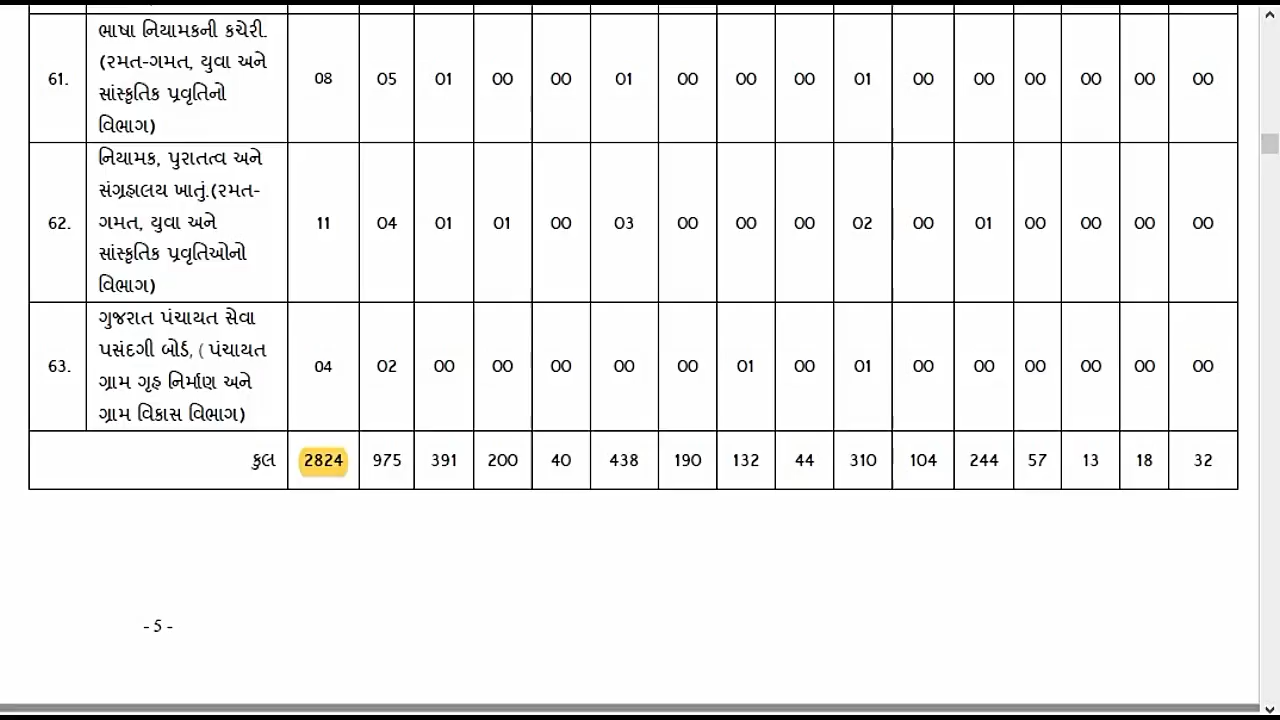 ભાષા નિયામકની કચેરી.
(રમત-ગમત, યુવા અને
61. 08 05 01 00 00 01 00 00 00 01 00 00 00 00 00 00
સાંસ્કૃતિક પ્રવૃતિનો
વિભાગ)
નિયામક, પુરાતત્વ અને
સંગ્રહાલય ખાતું.(રમત-
62. ગમત, યુવા અને 11 04 01 01 00 03 00 00 00 02 00 01 00 00 00 00
સાંસ્કૃતિક પ્રવૃતિઓનો
વિભાગ)
ગુજરાત પંચાયત સેવા
પસંદગી બોર્ડ, ( પંચાયત
63. 04 02 00 00 00 00 00 01 00 01 00 00 00 00 00 00
ગ્રામ ગૃહ નિર્માણ અને
ગ્રામ વિકાસ વિભાગ)
કુલ 2824 975 391 200 40 438 190 132 44 310 104 244 57 13 18 32
- 5 -